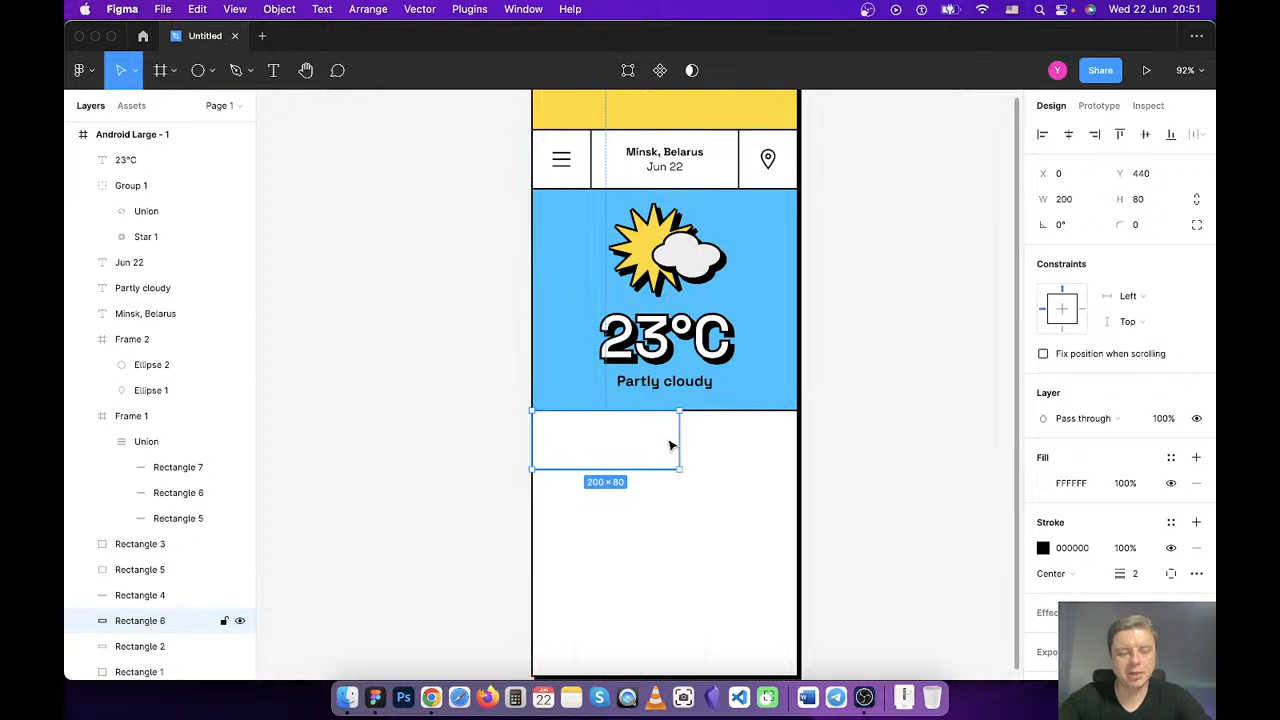 Figma File Edit View Object Text Arrange Vector Plugins Window Help Wed 22 Jun 20:51
Untitled
Share 92%
Y
Layers Assets Page 1
Android Large - 1
23°C
Group 1
Union
Star 1
Jun 22
Partly cloudy
Minsk, Belarus
Frame 2
Ellipse 2
Ellipse 1
Frame 1
Union
Rectangle 7
Rectangle 6
Rectangle 5
Rectangle 3
Rectangle 5
Rectangle 4
Rectangle 6
Rectangle 2
Rectangle 1
Minsk, Belarus
Jun 22
23°C
Partly cloudy
200 × 80
Design Prototype Inspect
X 0 Y 440
W 200 H 80
0° 0
Constraints
Left
Top
Fix position when scrolling
Layer
Pass through 100%
Fill
FFFFFF 100%
Stroke
000000 100%
Center 2
JUN
22